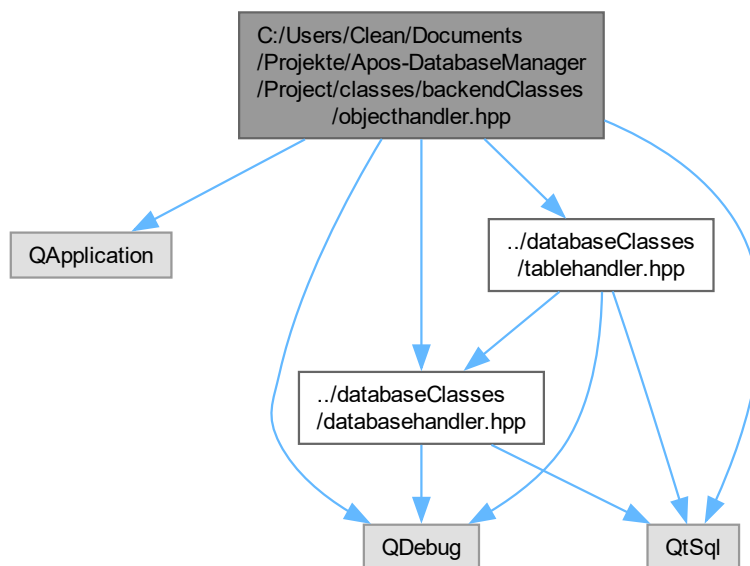 C:/Users/Clean/Documents
/Projekte/Apos-DatabaseManager
/Project/classes/backendClasses
/objecthandler.hpp
QApplication
../databaseClasses
/tablehandler.hpp
../databaseClasses
/databasehandler.hpp
QDebug
QtSql